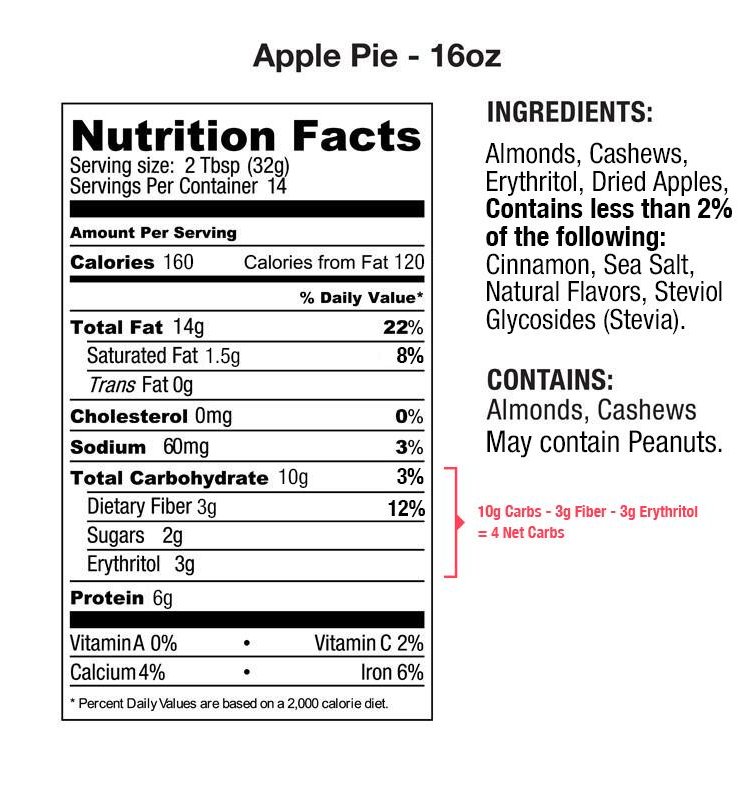 Apple Pie - 16oz
Nutrition Facts
Serving size: 2 Tbsp (32g)
Servings Per Container 14
Amount Per Serving
Calories 160 Calories from Fat 120
% Daily Value*
Total Fat 14g 22%
Saturated Fat 1.5g 8%
Trans Fat 0g
Cholesterol 0mg 0%
Sodium 60mg 3%
Total Carbohydrate 10g 3%
Dietary Fiber 3g 12%
Sugars 2g
Erythritol 3g
Protein 6g
Vitamin A 0% • Vitamin C 2%
Calcium 4% • Iron 6%
* Percent Daily Values are based on a 2,000 calorie diet.
INGREDIENTS:
Almonds, Cashews,
Erythritol, Dried Apples,
Contains less than 2%
of the following:
Cinnamon, Sea Salt,
Natural Flavors, Steviol
Glycosides (Stevia).
CONTAINS:
Almonds, Cashews
May contain Peanuts.
10g Carbs - 3g Fiber - 3g Erythritol
= 4 Net Carbs